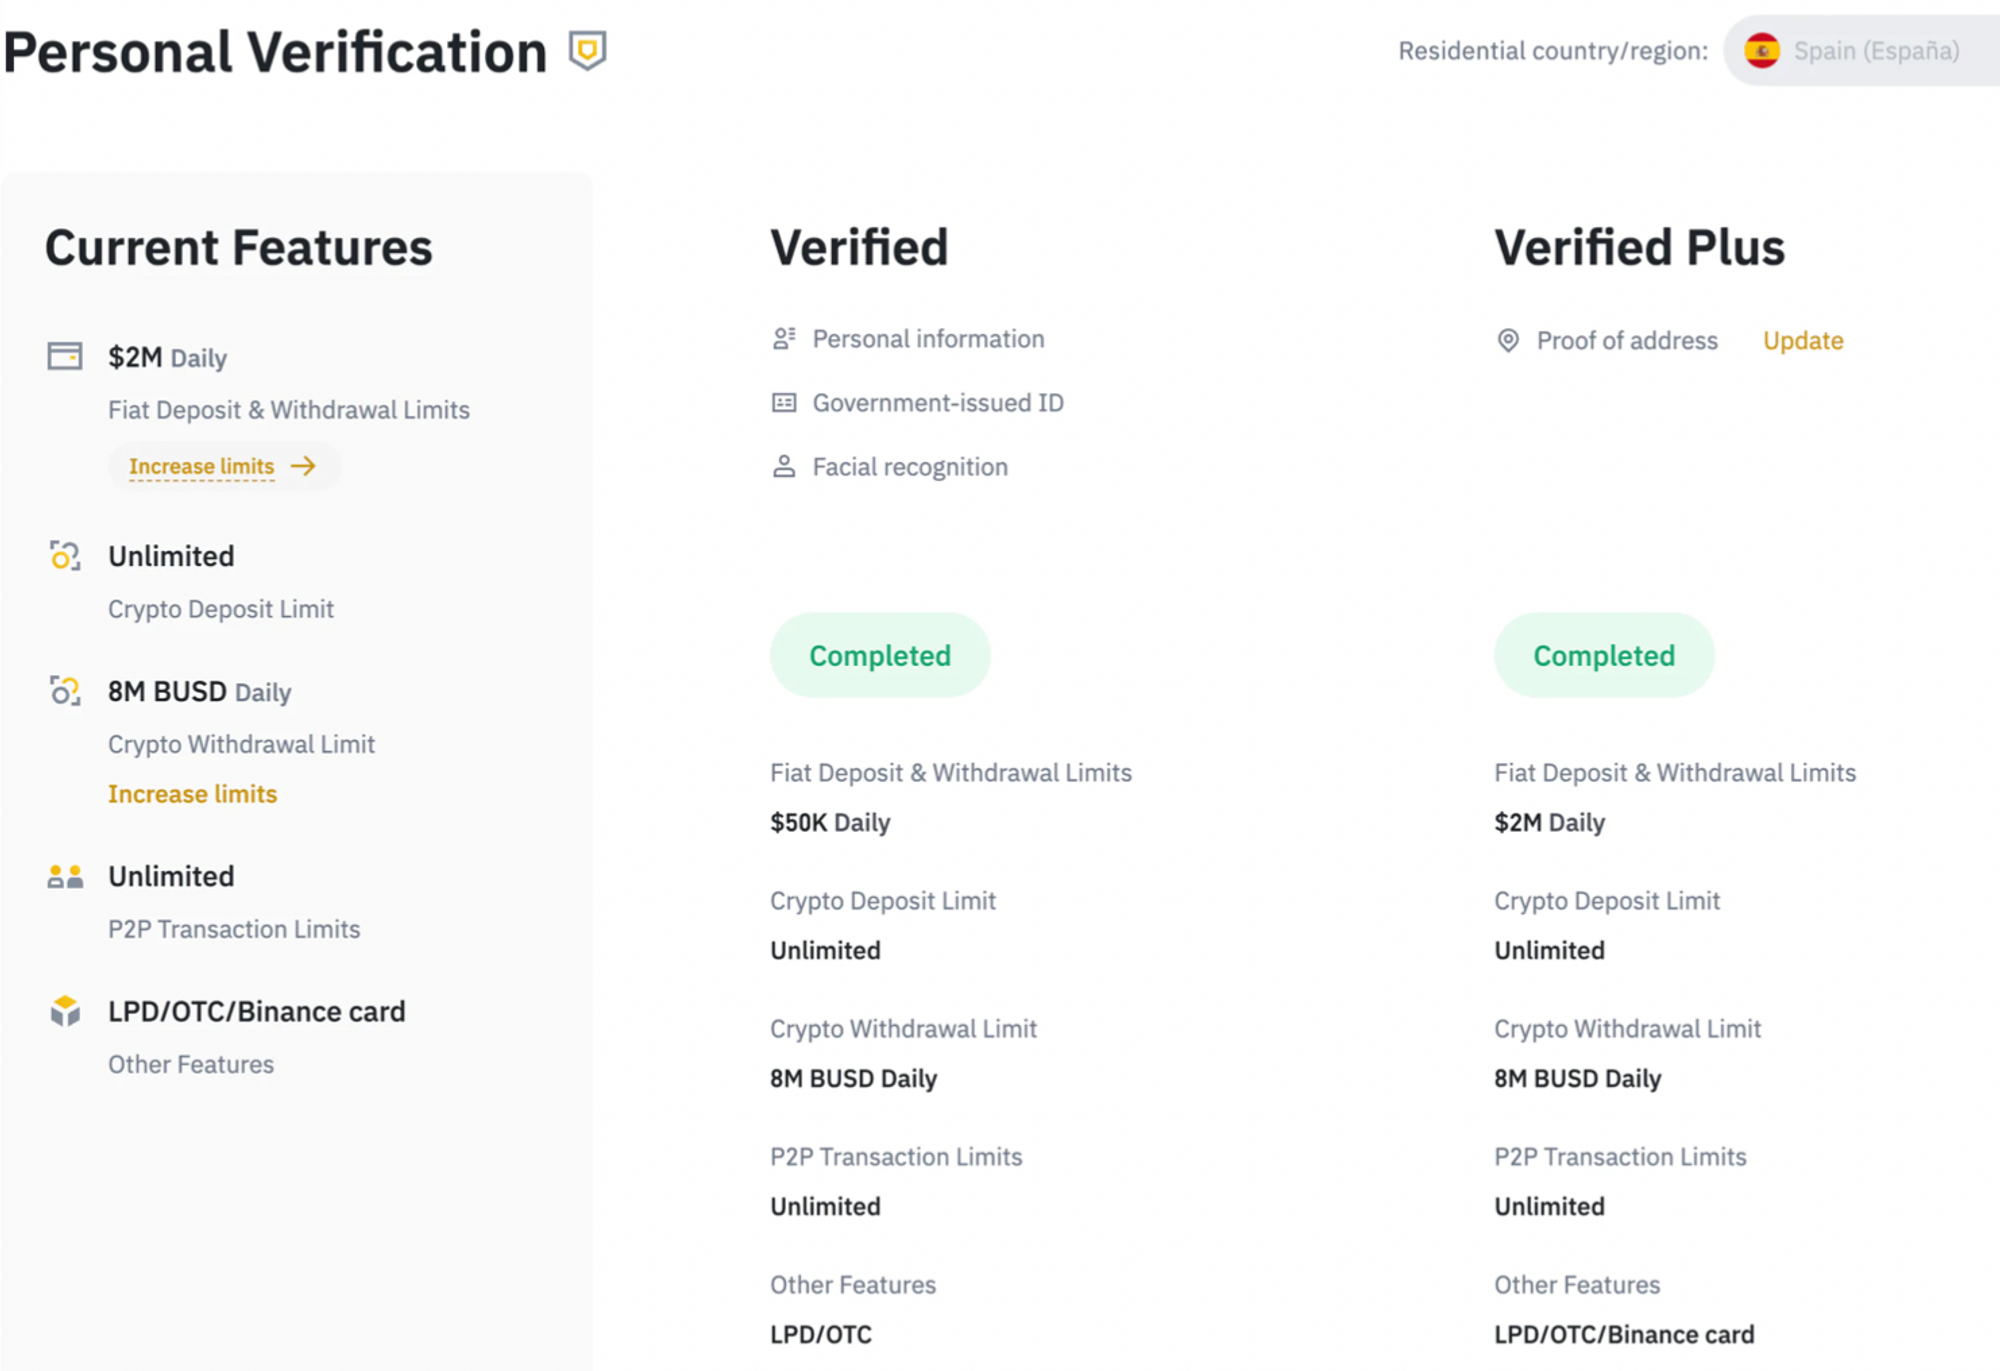 Personal Verification
Residential country/region:
Spain (España)
Current Features
$2M Daily
Fiat Deposit & Withdrawal Limits
Increase limits
Unlimited
Crypto Deposit Limit
8M BUSD Daily
Crypto Withdrawal Limit
Increase limits
Unlimited
P2P Transaction Limits
LPD/OTC/Binance card
Other Features
Verified
Personal information
Government-issued ID
Facial recognition
Completed
Fiat Deposit & Withdrawal Limits
$50K Daily
Crypto Deposit Limit
Unlimited
Crypto Withdrawal Limit
8M BUSD Daily
P2P Transaction Limits
Unlimited
Other Features
LPD/OTC
Verified Plus
Proof of address Update
Completed
Fiat Deposit & Withdrawal Limits
$2M Daily
Crypto Deposit Limit
Unlimited
Crypto Withdrawal Limit
8M BUSD Daily
P2P Transaction Limits
Unlimited
Other Features
LPD/OTC/Binance card